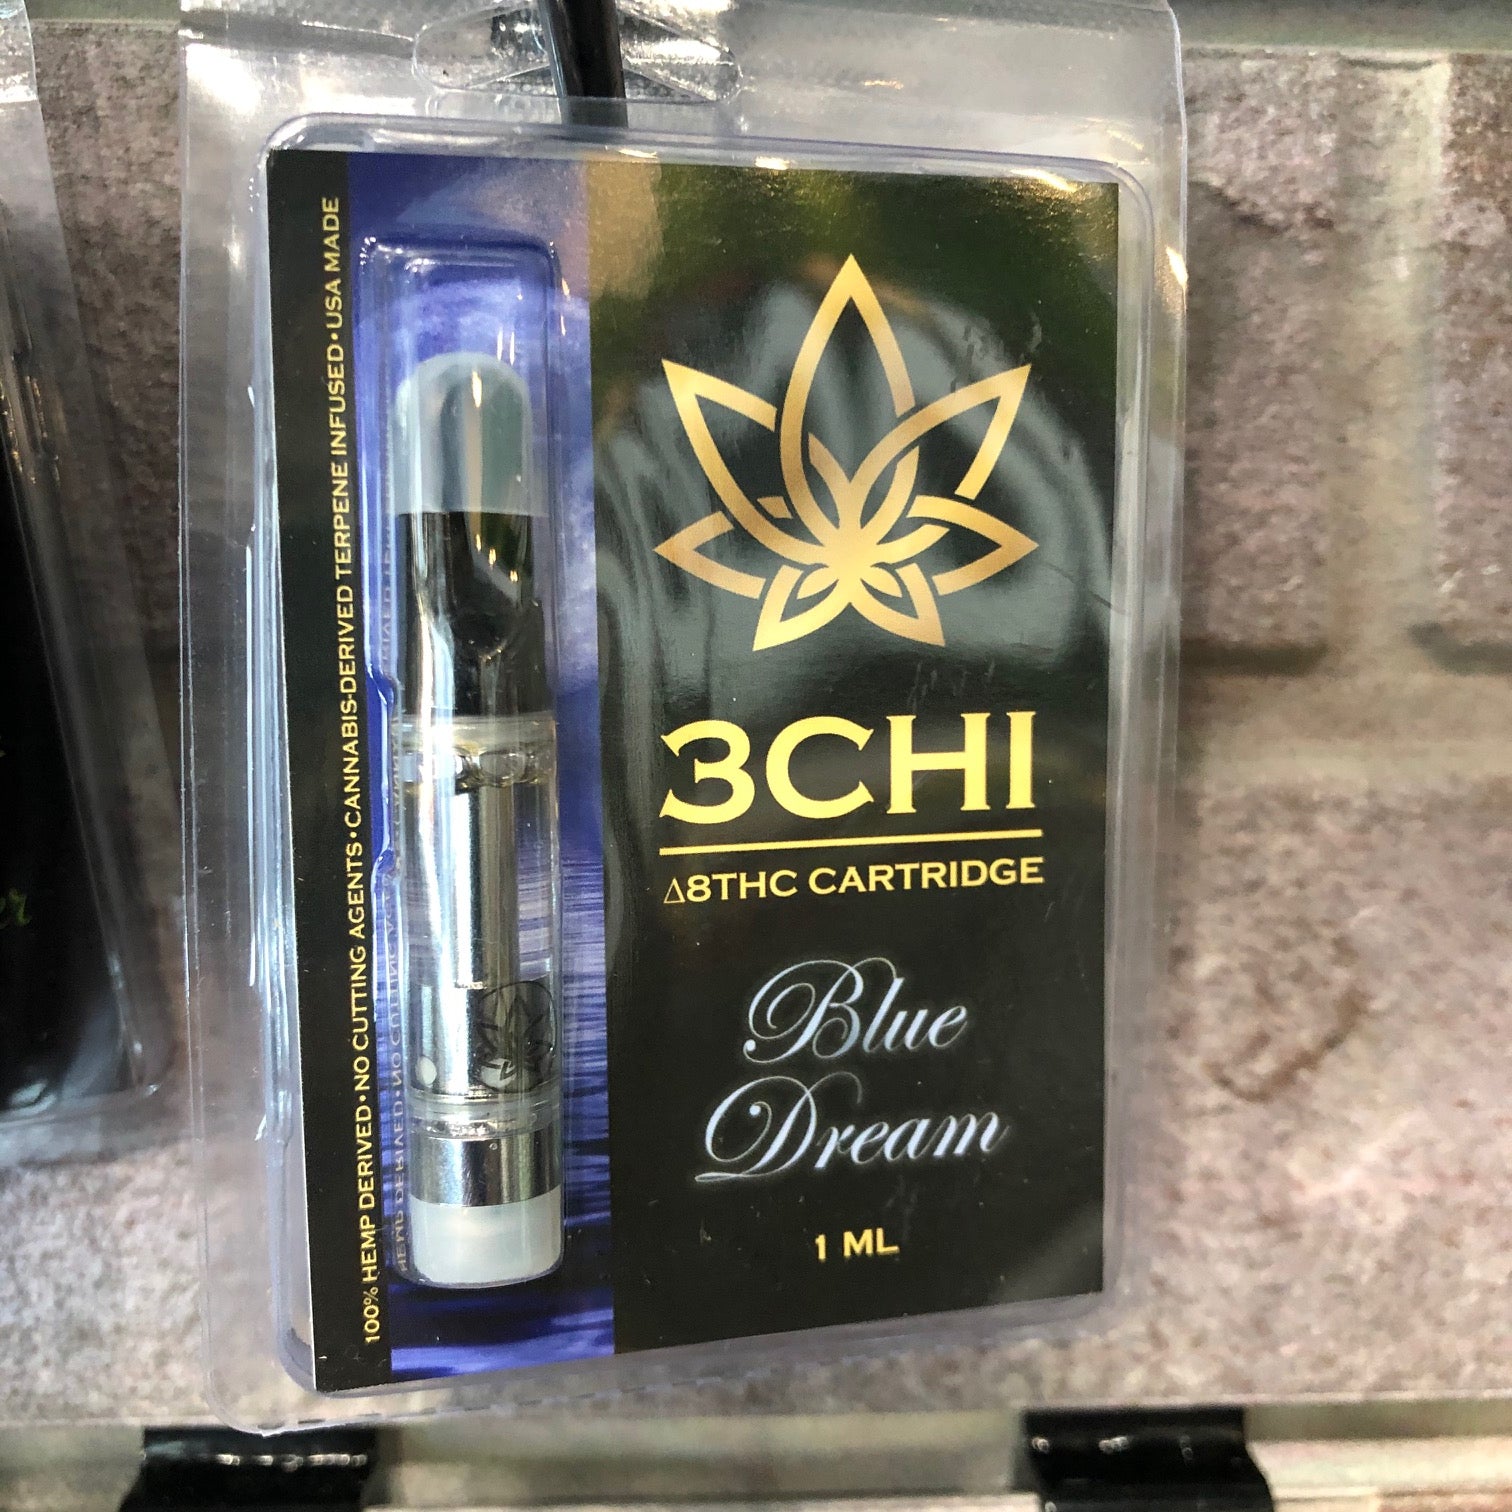 100% HEMP DERIVED • NO CUTTING AGENTS • CANNABIS-DERIVED TERPENE INFUSED • USA MADE
3CHI
Δ8THC CARTRIDGE
Blue
Dream
1 ML
er